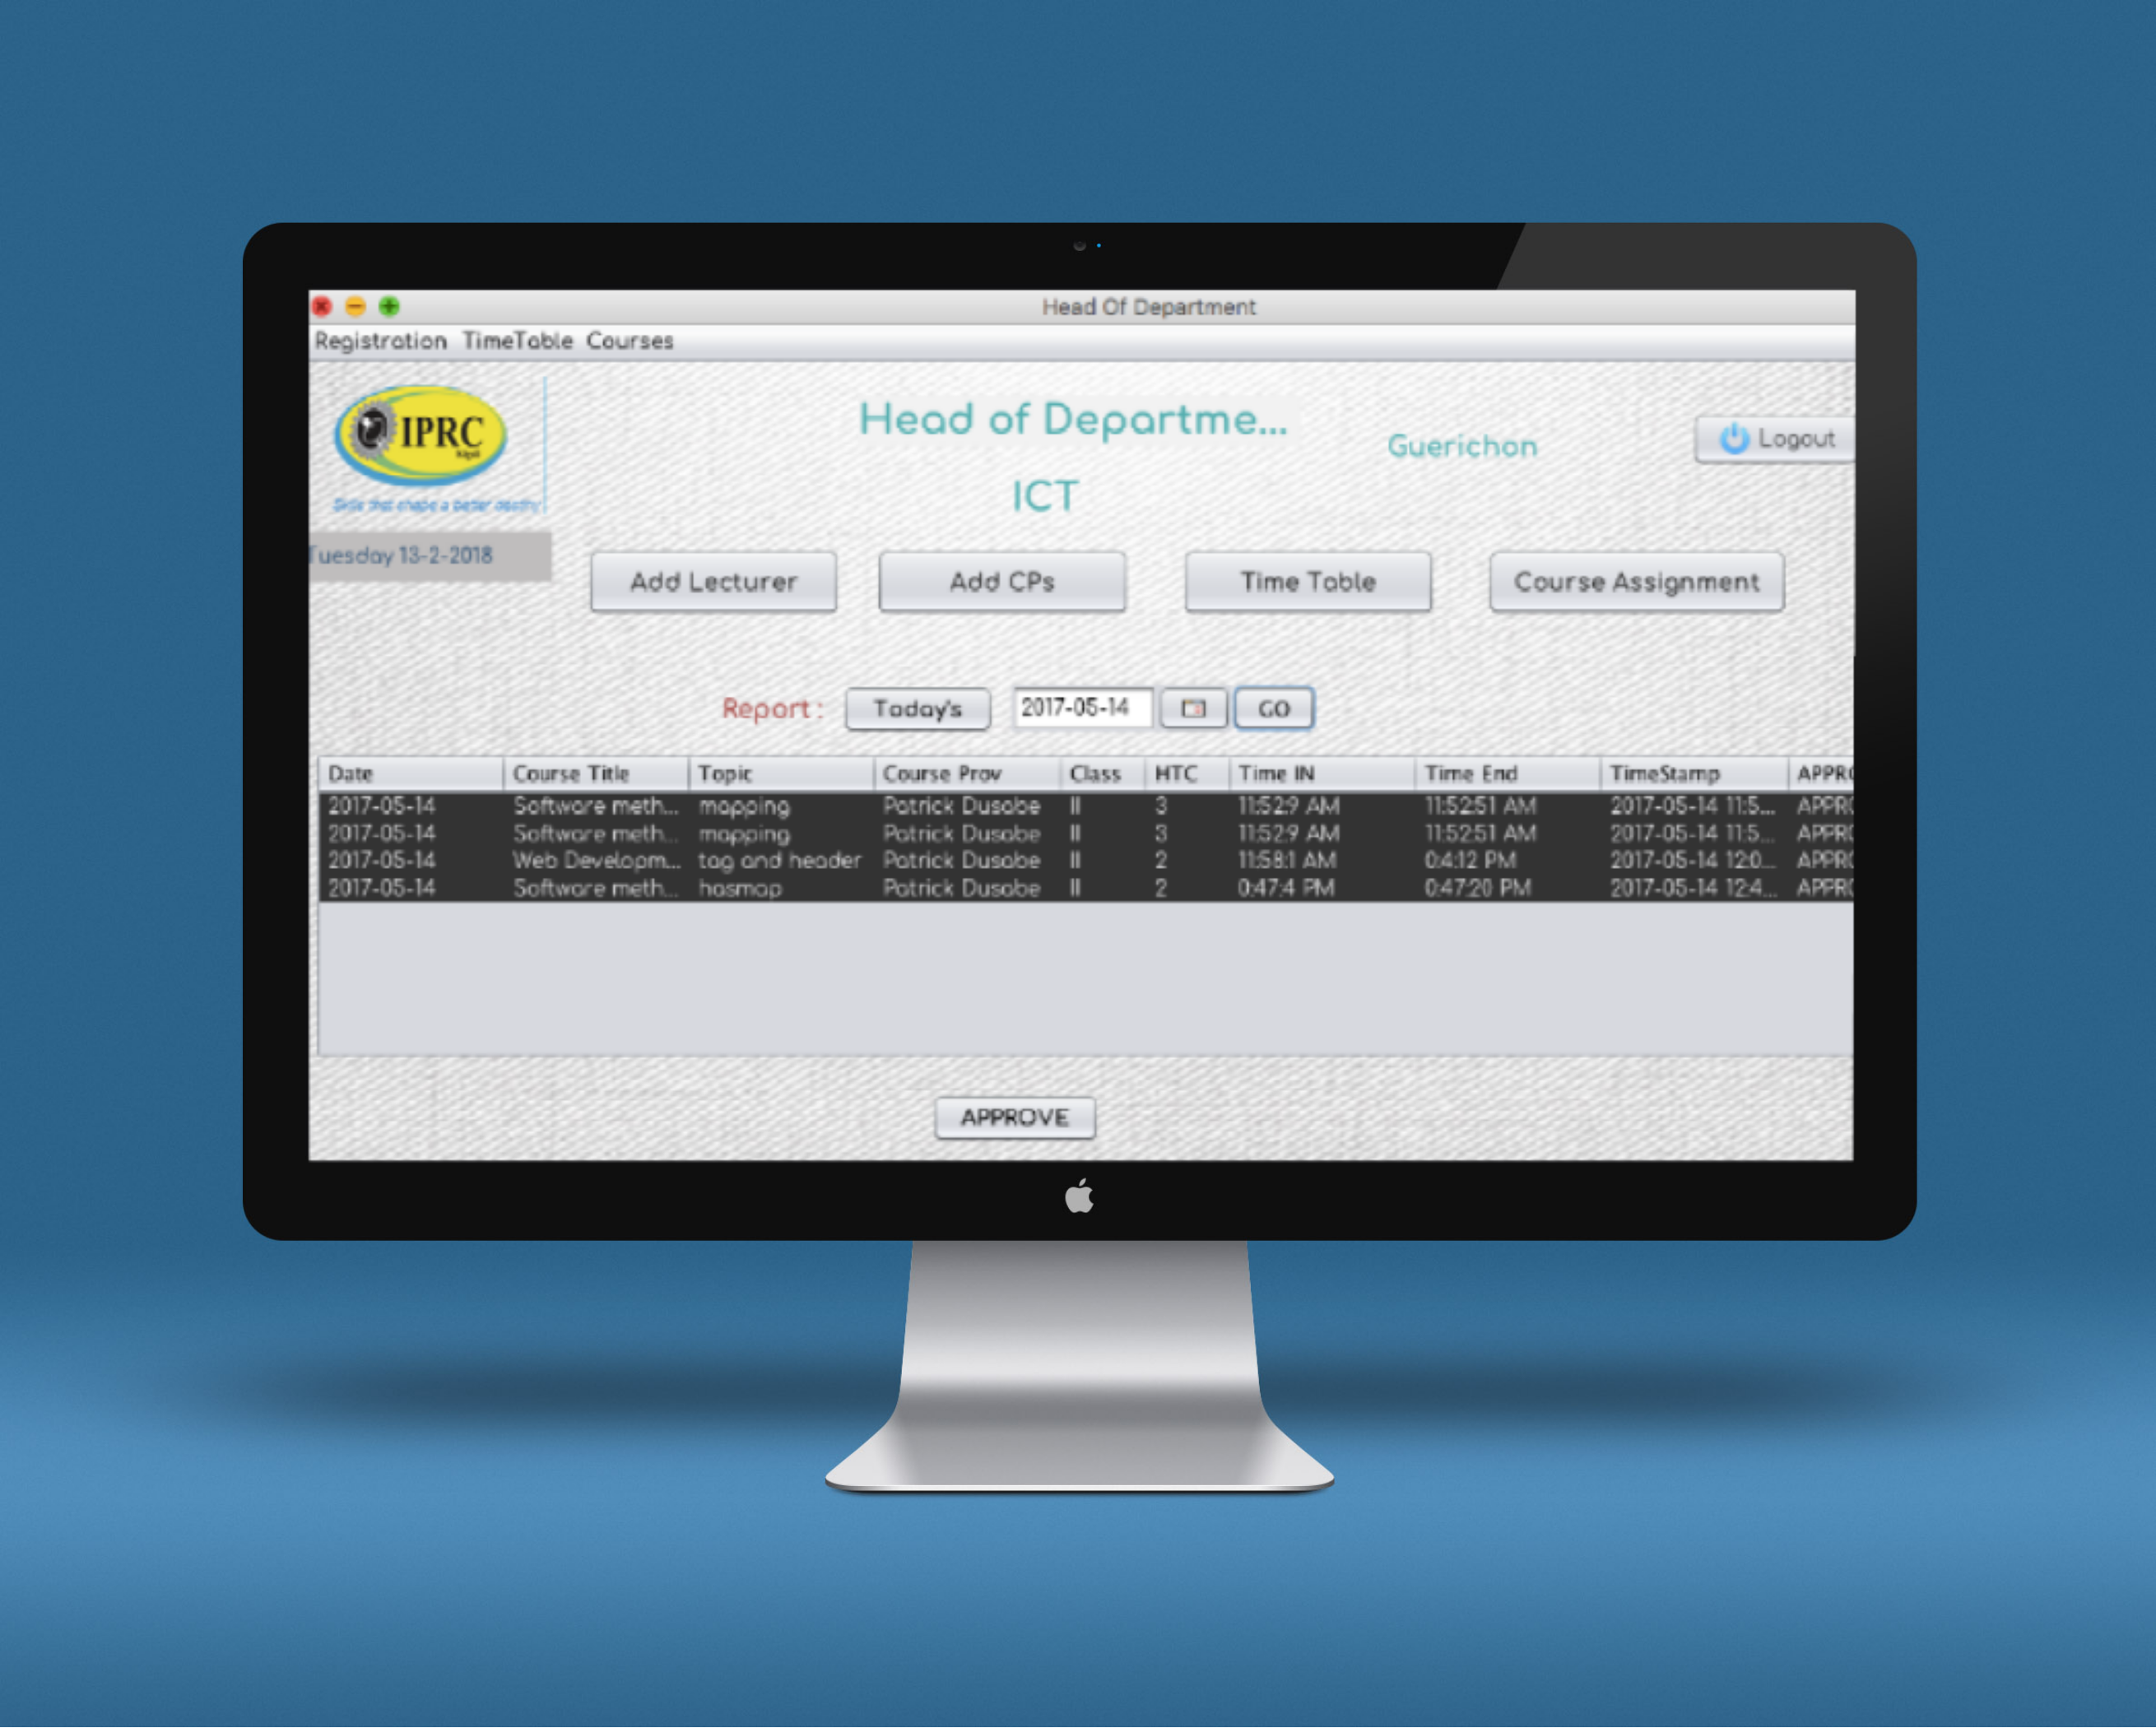 Head Of Department
Registration TimeTable Courses
IPRC
Kigali
Skills that shape a better destiny
Head of Departme...
Guerichon
Logout
ICT
Tuesday 13-2-2018
Add Lecturer Add CPs Time Table Course Assignment
Report : Today's 2017-05-14 GO
Date Course Title Topic Course Prov Class HTC Time IN Time End TimeStamp APPRO
2017-05-14 Software meth... mapping Patrick Dusabe II 3 11:52:9 AM 11:52:51 AM 2017-05-14 11:5... APPRO
2017-05-14 Software meth... mapping Patrick Dusabe II 3 11:52:9 AM 11:52:51 AM 2017-05-14 11:5... APPRO
2017-05-14 Web Developm... tag and header Patrick Dusabe II 2 11:58:1 AM 0:4:12 PM 2017-05-14 12:0... APPRO
2017-05-14 Software meth... hasmap Patrick Dusabe II 2 0:47:4 PM 0:47:20 PM 2017-05-14 12:4... APPRO
APPROVE